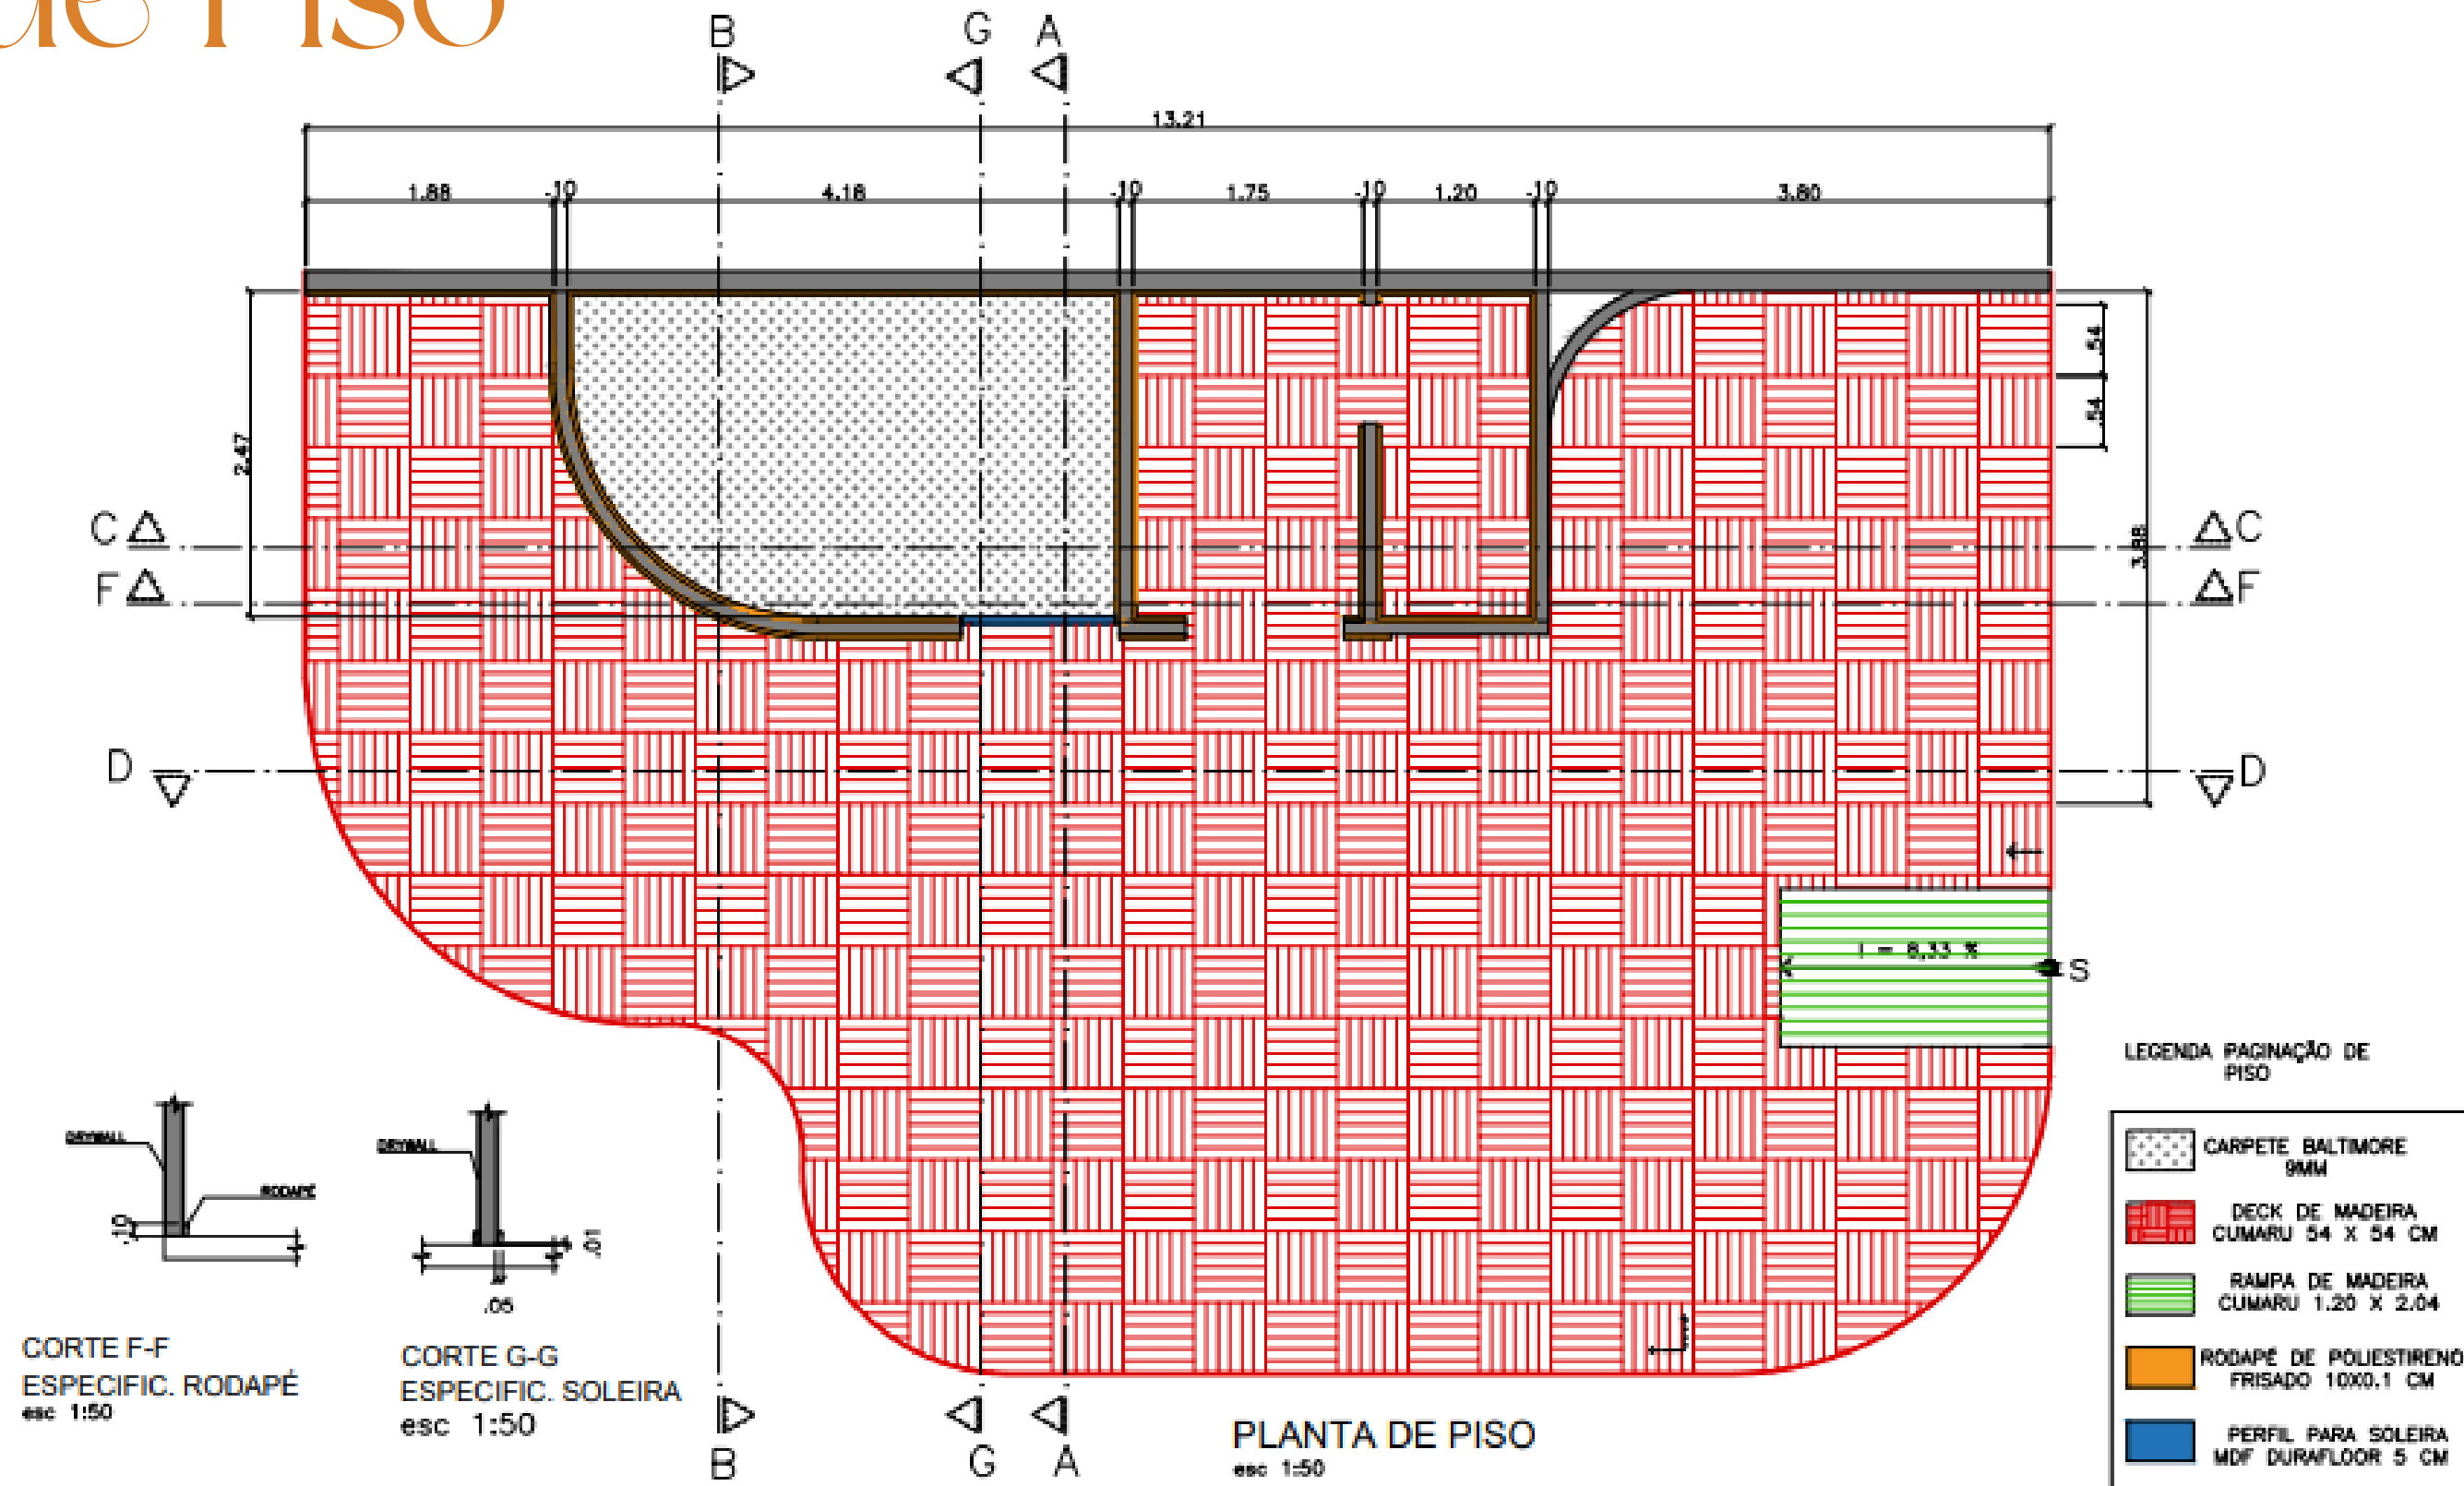 de Piso
B G A
13.21
1.88 .10 4.18 .10 1.75 .10 1.20 .10 3.80
.54
.54
2.47
3.88
C C
F F
D D
i = 8,33 %
S
LEGENDA PAGINAÇÃO DE
PISO
CARPETE BALTIMORE
9MM
DECK DE MADEIRA
CUMARU 54 X 54 CM
RAMPA DE MADEIRA
CUMARU 1.20 X 2.04
RODAPÉ DE POLIESTIRENO
FRISADO 10X0.1 CM
PERFIL PARA SOLEIRA
MDF DURAFLOOR 5 CM
DRYWALL
RODAPÉ
.10
CORTE F-F
ESPECIFIC. RODAPÉ
esc 1:50
DRYWALL
.01
.05
CORTE G-G
ESPECIFIC. SOLEIRA
esc 1:50
B G A
PLANTA DE PISO
esc 1:50